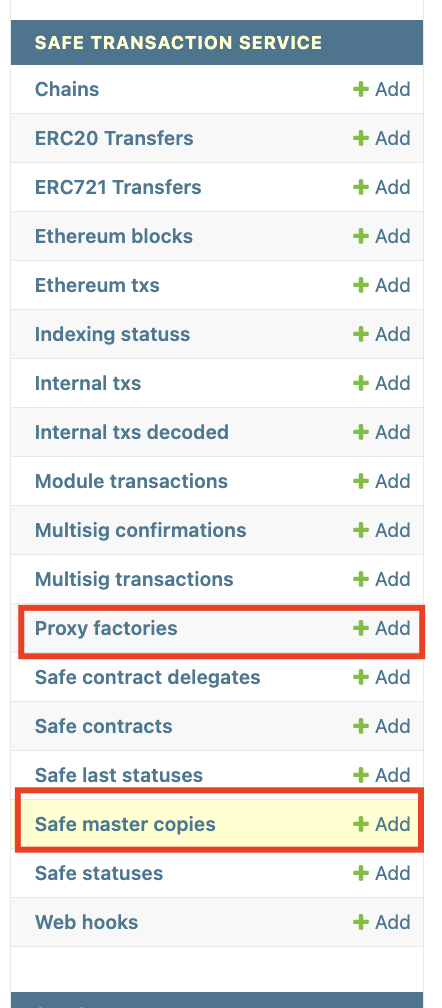 SAFE TRANSACTION SERVICE
Chains + Add
ERC20 Transfers + Add
ERC721 Transfers + Add
Ethereum blocks + Add
Ethereum txs + Add
Indexing statuss + Add
Internal txs + Add
Internal txs decoded + Add
Module transactions + Add
Multisig confirmations + Add
Multisig transactions + Add
Proxy factories + Add
Safe contract delegates + Add
Safe contracts + Add
Safe last statuses + Add
Safe master copies + Add
Safe statuses + Add
Web hooks + Add